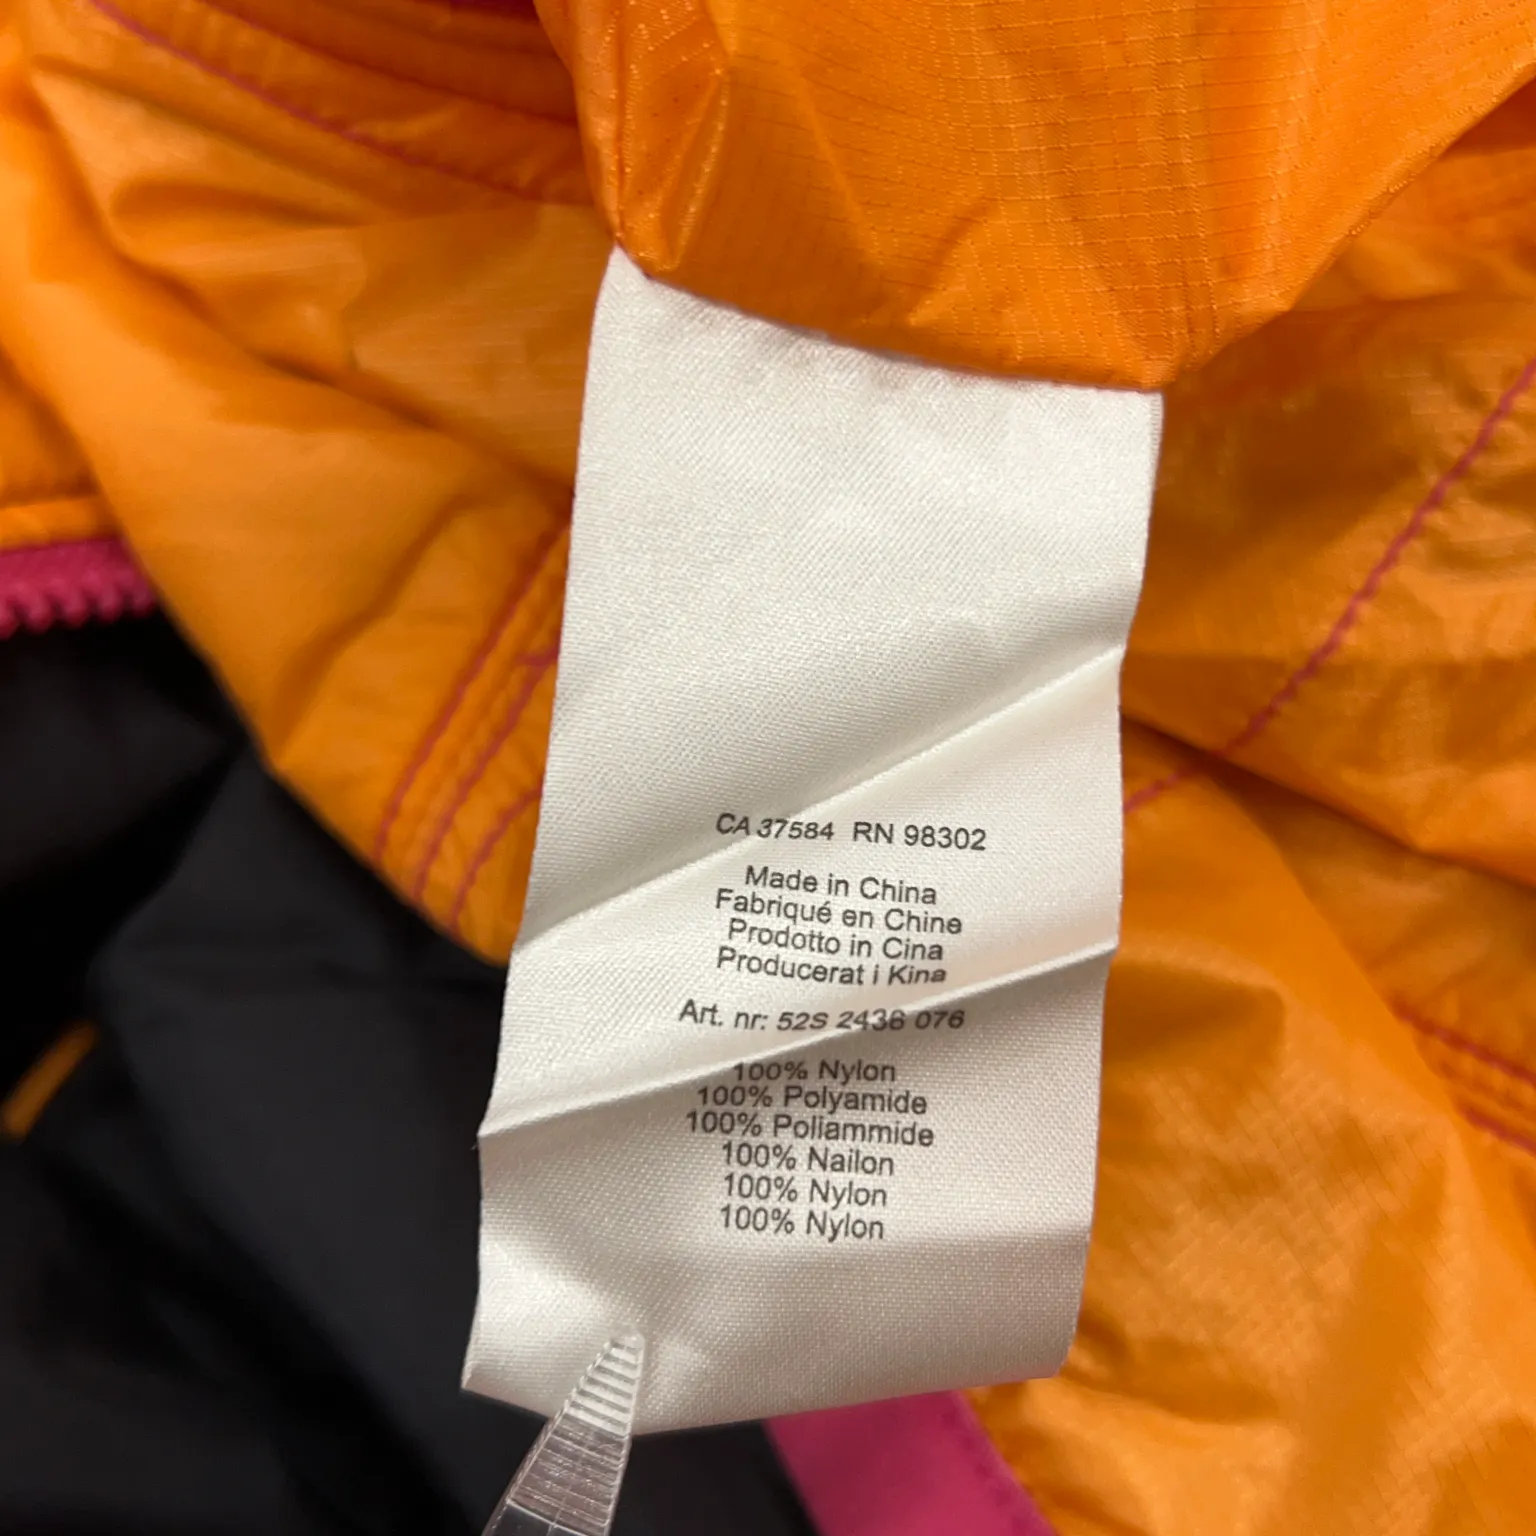 CA 37584 RN 98302
Made in China
Fabriqué en Chine
Prodotto in Cina
Producerat i Kina
Art. nr: 52S 2436 076
100% Nylon
100% Polyamide
100% Poliammide
100% Nailon
100% Nylon
100% Nylon